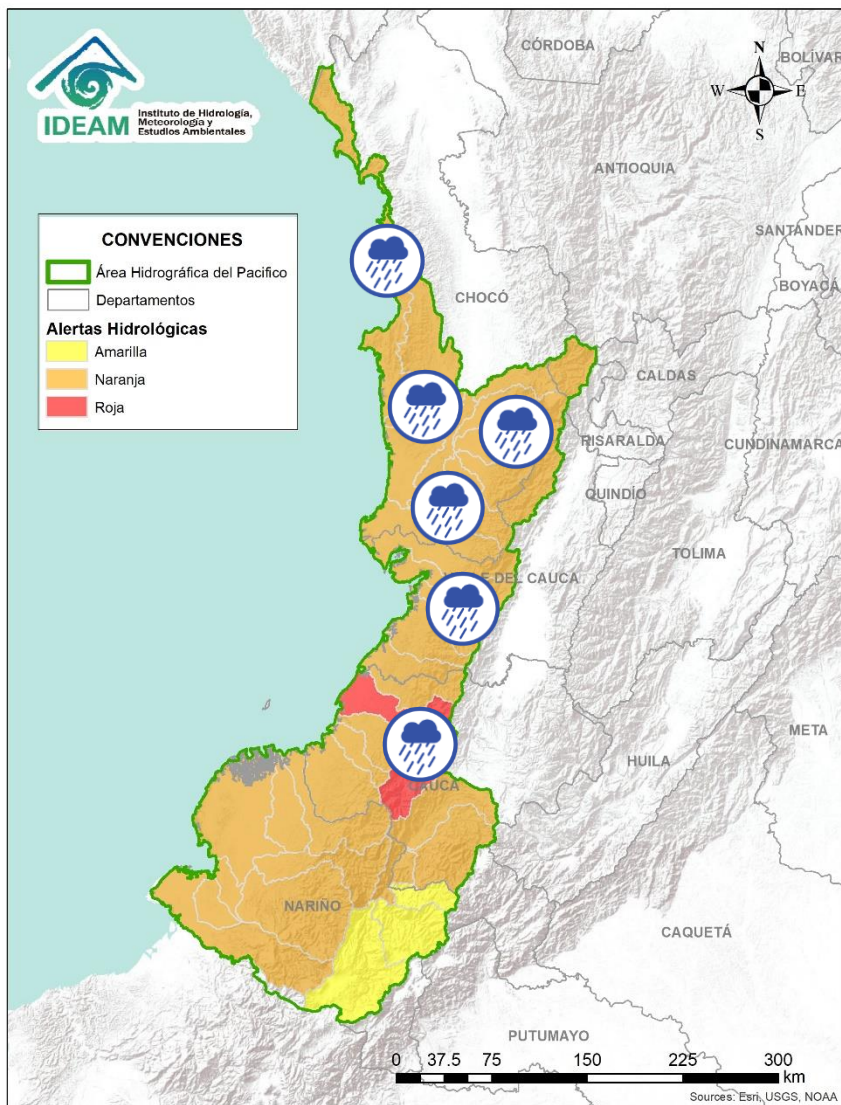 IDEAM
Instituto de Hidrología,
Meteorología y
Estudios Ambientales
CÓRDOBA
BOLÍVAR
N
W
E
S
ANTIOQUIA
SANTANDER
BOYACÁ
CONVENCIONES
Área Hidrográfica del Pacifico
Departamentos
Alertas Hidrológicas
Amarilla
Naranja
Roja
CHOCÓ
CALDAS
RISARALDA
CUNDINAMARCA
QUINDÍO
TOLIMA
DEL CAUCA
META
HUILA
CAUCA
NARIÑO
CAQUETÁ
PUTUMAYO
0 37.5 75 150 225 300
km
Sources: Esri, USGS, NOAA